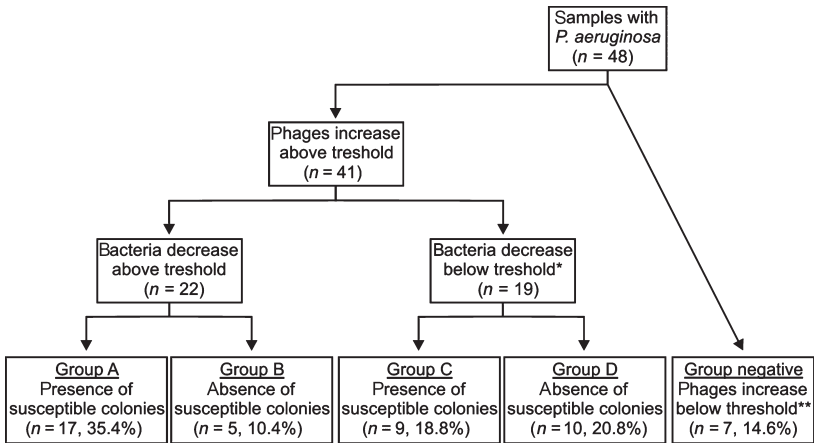 Samples with
P. aeruginosa
(n = 48)
Phages increase
above treshold
(n = 41)
Bacteria decrease
above treshold
(n = 22)
Bacteria decrease
below treshold*
(n = 19)
Group A
Presence of
susceptible colonies
(n = 17, 35.4%)
Group B
Absence of
susceptible colonies
(n = 5, 10.4%)
Group C
Presence of
susceptible colonies
(n = 9, 18.8%)
Group D
Absence of
susceptible colonies
(n = 10, 20.8%)
Group negative
Phages increase
below threshold**
(n = 7, 14.6%)